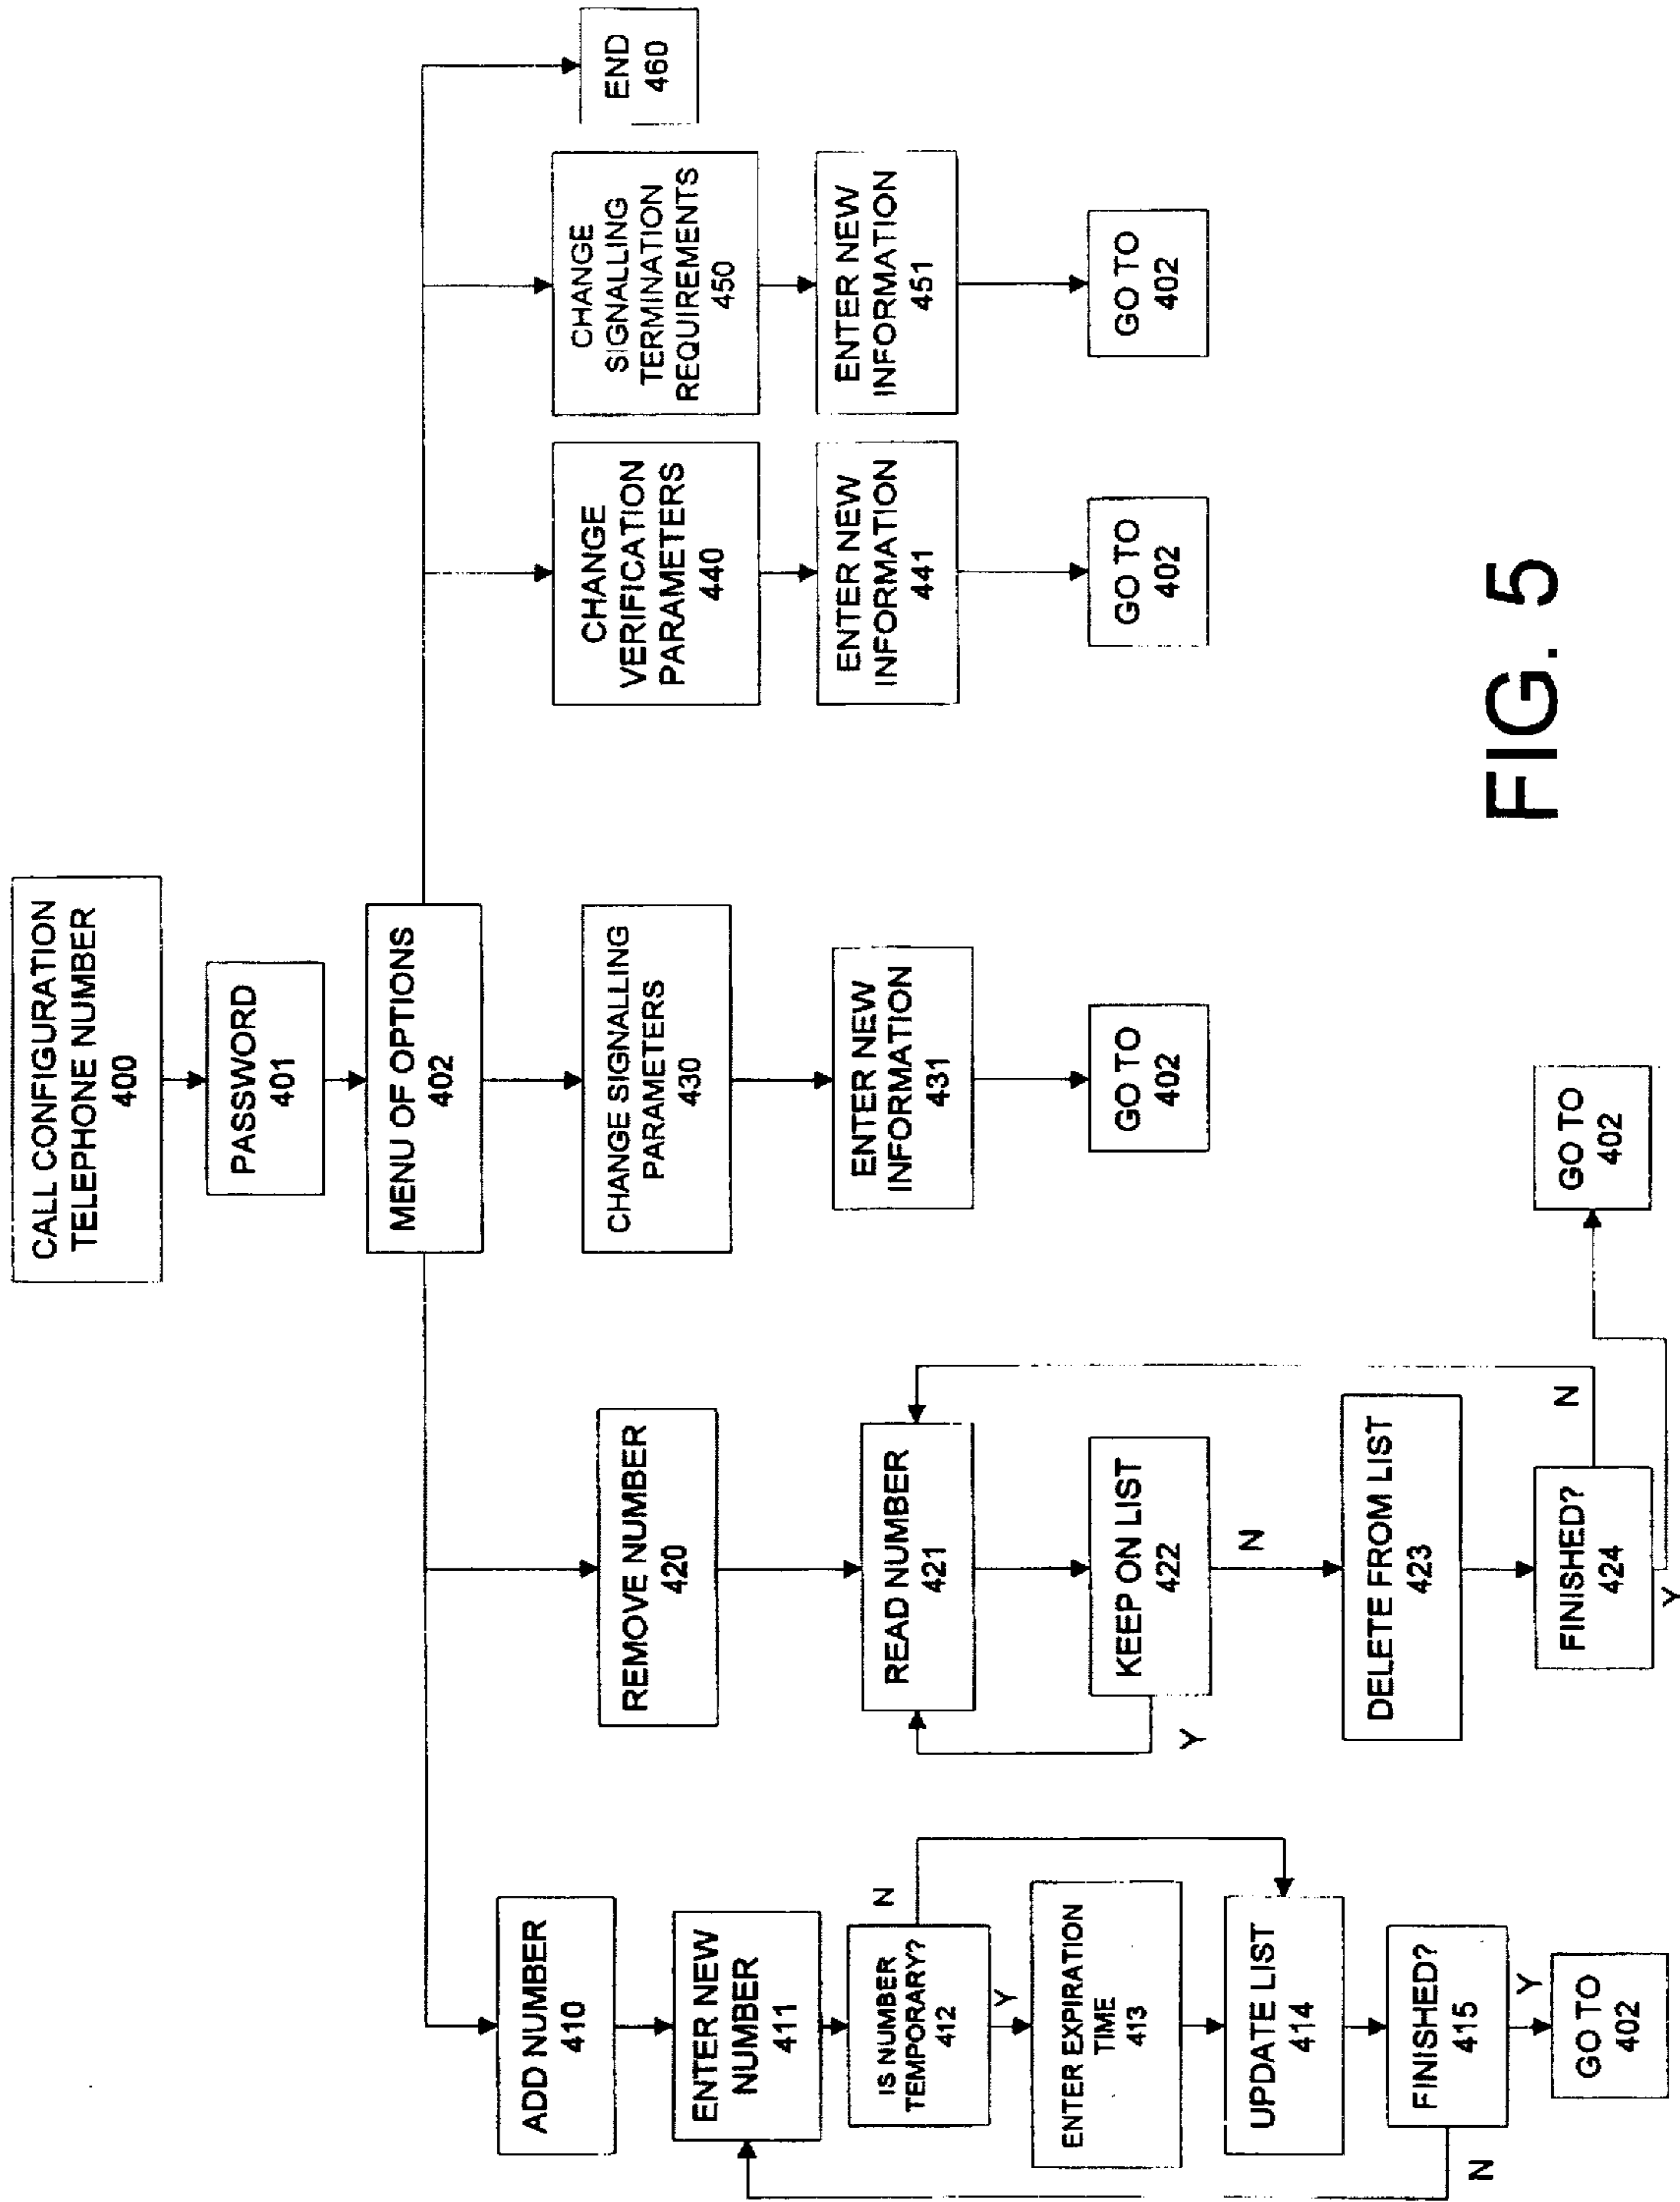 CALL CONFIGURATION
TELEPHONE NUMBER
400
PASSWORD
401
MENU OF OPTIONS
402
ADD NUMBER
410
ENTER NEW
NUMBER
411
IS NUMBER
TEMPORARY?
412
N
Y
ENTER EXPIRATION
TIME
413
UPDATE LIST
414
FINISHED?
415
N
Y
GO TO
402
REMOVE NUMBER
420
READ NUMBER
421
KEEP ON LIST
422
Y
N
DELETE FROM LIST
423
FINISHED?
424
N
Y
GO TO
402
CHANGE SIGNALLING
PARAMETERS
430
ENTER NEW
INFORMATION
431
GO TO
402
CHANGE
VERIFICATION
PARAMETERS
440
ENTER NEW
INFORMATION
441
GO TO
402
CHANGE
SIGNALLING
TERMINATION
REQUIREMENTS
450
ENTER NEW
INFORMATION
451
GO TO
402
END
460
FIG. 5